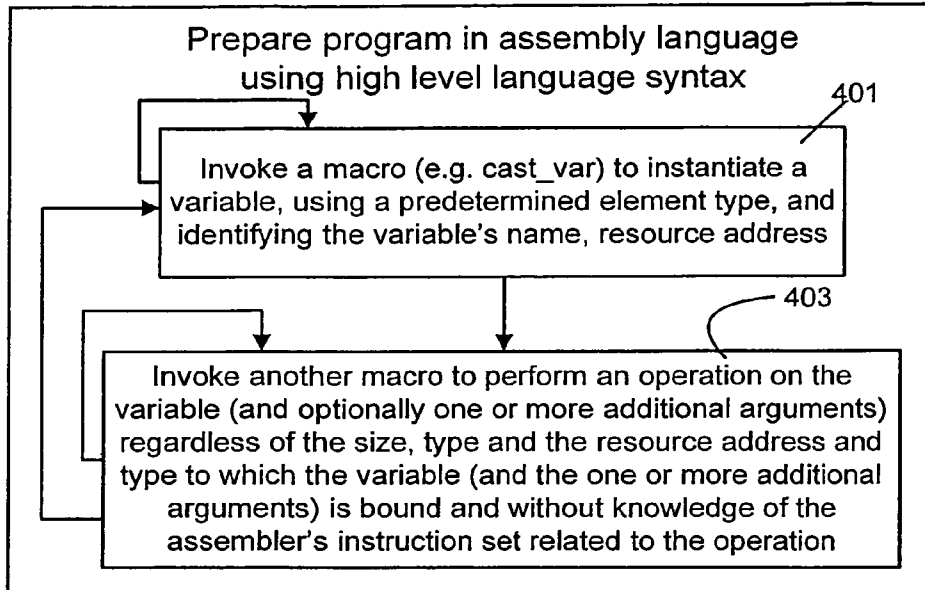 Prepare program in assembly language
using high level language syntax
401
Invoke a macro (e.g. cast_var) to instantiate a
variable, using a predetermined element type, and
identifying the variable's name, resource address
403
Invoke another macro to perform an operation on the
variable (and optionally one or more additional arguments)
regardless of the size, type and the resource address and
type to which the variable (and the one or more additional
arguments) is bound and without knowledge of the
assembler's instruction set related to the operation